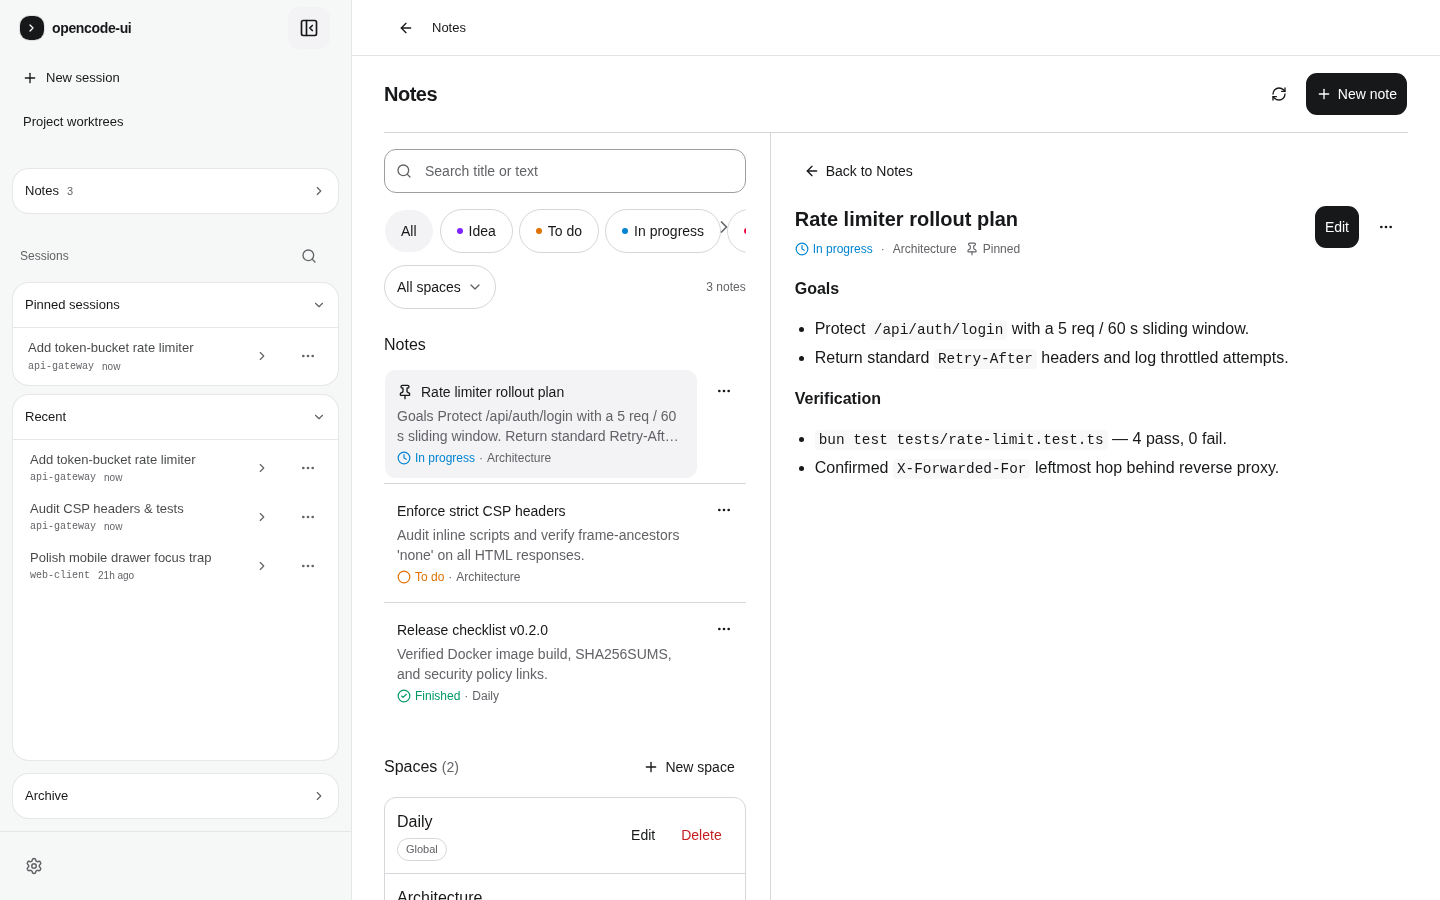 opencode-ui
New session
Project worktrees
Notes 3
Sessions
Pinned sessions
Add token-bucket rate limiter
api-gateway now
Recent
Add token-bucket rate limiter
api-gateway now
Audit CSP headers & tests
api-gateway now
Polish mobile drawer focus trap
web-client 21h ago
Archive
Notes
Notes
New note
Search title or text
All
Idea
To do
In progress
All spaces
3 notes
Notes
Rate limiter rollout plan
Goals Protect /api/auth/login with a 5 req / 60
s sliding window. Return standard Retry-Aft…
In progress · Architecture
Enforce strict CSP headers
Audit inline scripts and verify frame-ancestors
'none' on all HTML responses.
To do · Architecture
Release checklist v0.2.0
Verified Docker image build, SHA256SUMS,
and security policy links.
Finished · Daily
Spaces (2)
New space
Daily
Global
Edit
Delete
Architecture
Back to Notes
Rate limiter rollout plan
Edit
In progress · Architecture Pinned
Goals
• Protect /api/auth/login with a 5 req / 60 s sliding window.
• Return standard Retry-After headers and log throttled attempts.
Verification
• bun test tests/rate-limit.test.ts — 4 pass, 0 fail.
• Confirmed X-Forwarded-For leftmost hop behind reverse proxy.